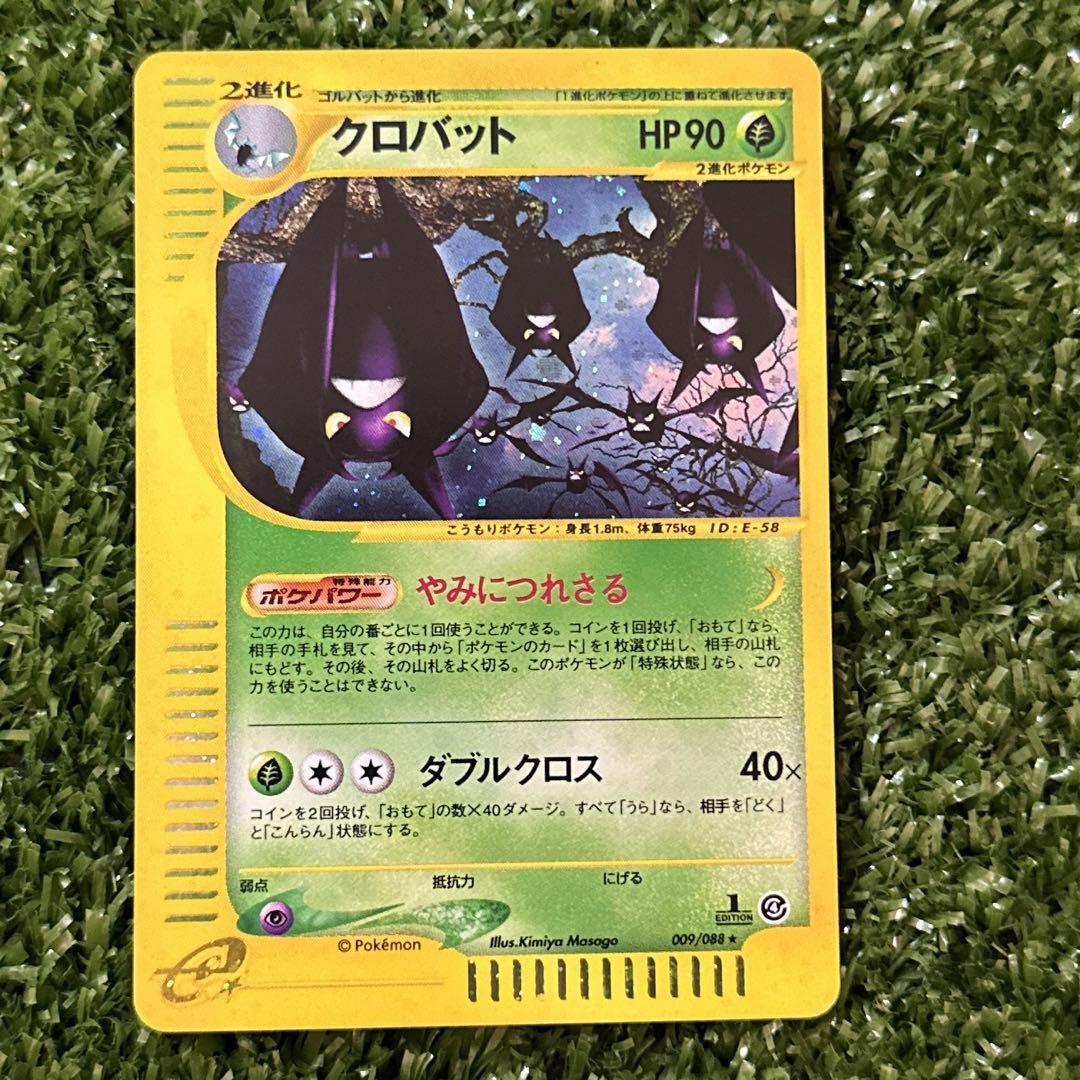 2進化 ゴルバットから進化 「1進化ポケモン」の上に重ねて進化させます
クロバット HP90
2進化ポケモン
こうもりポケモン：身長1.8m、体重75kg ID:E-58
特殊能力
ポケパワー やみにつれさる
この力は、自分の番ごとに1回使うことができる。コインを1回投げ、「おもて」なら、
相手の手札を見て、その中から「ポケモンのカード」を1枚選び出し、相手の山札
にもどす。その後、その山札をよく切る。このポケモンが「特殊状態」なら、この
力を使うことはできない。
ダブルクロス 40×
コインを2回投げ、「おもて」の数×40ダメージ。すべて「うら」なら、相手を「どく」
と「こんらん」状態にする。
弱点 抵抗力 にげる
1
EDITION
©Pokémon Illus.Kimiya Masago 009/088 ★
e